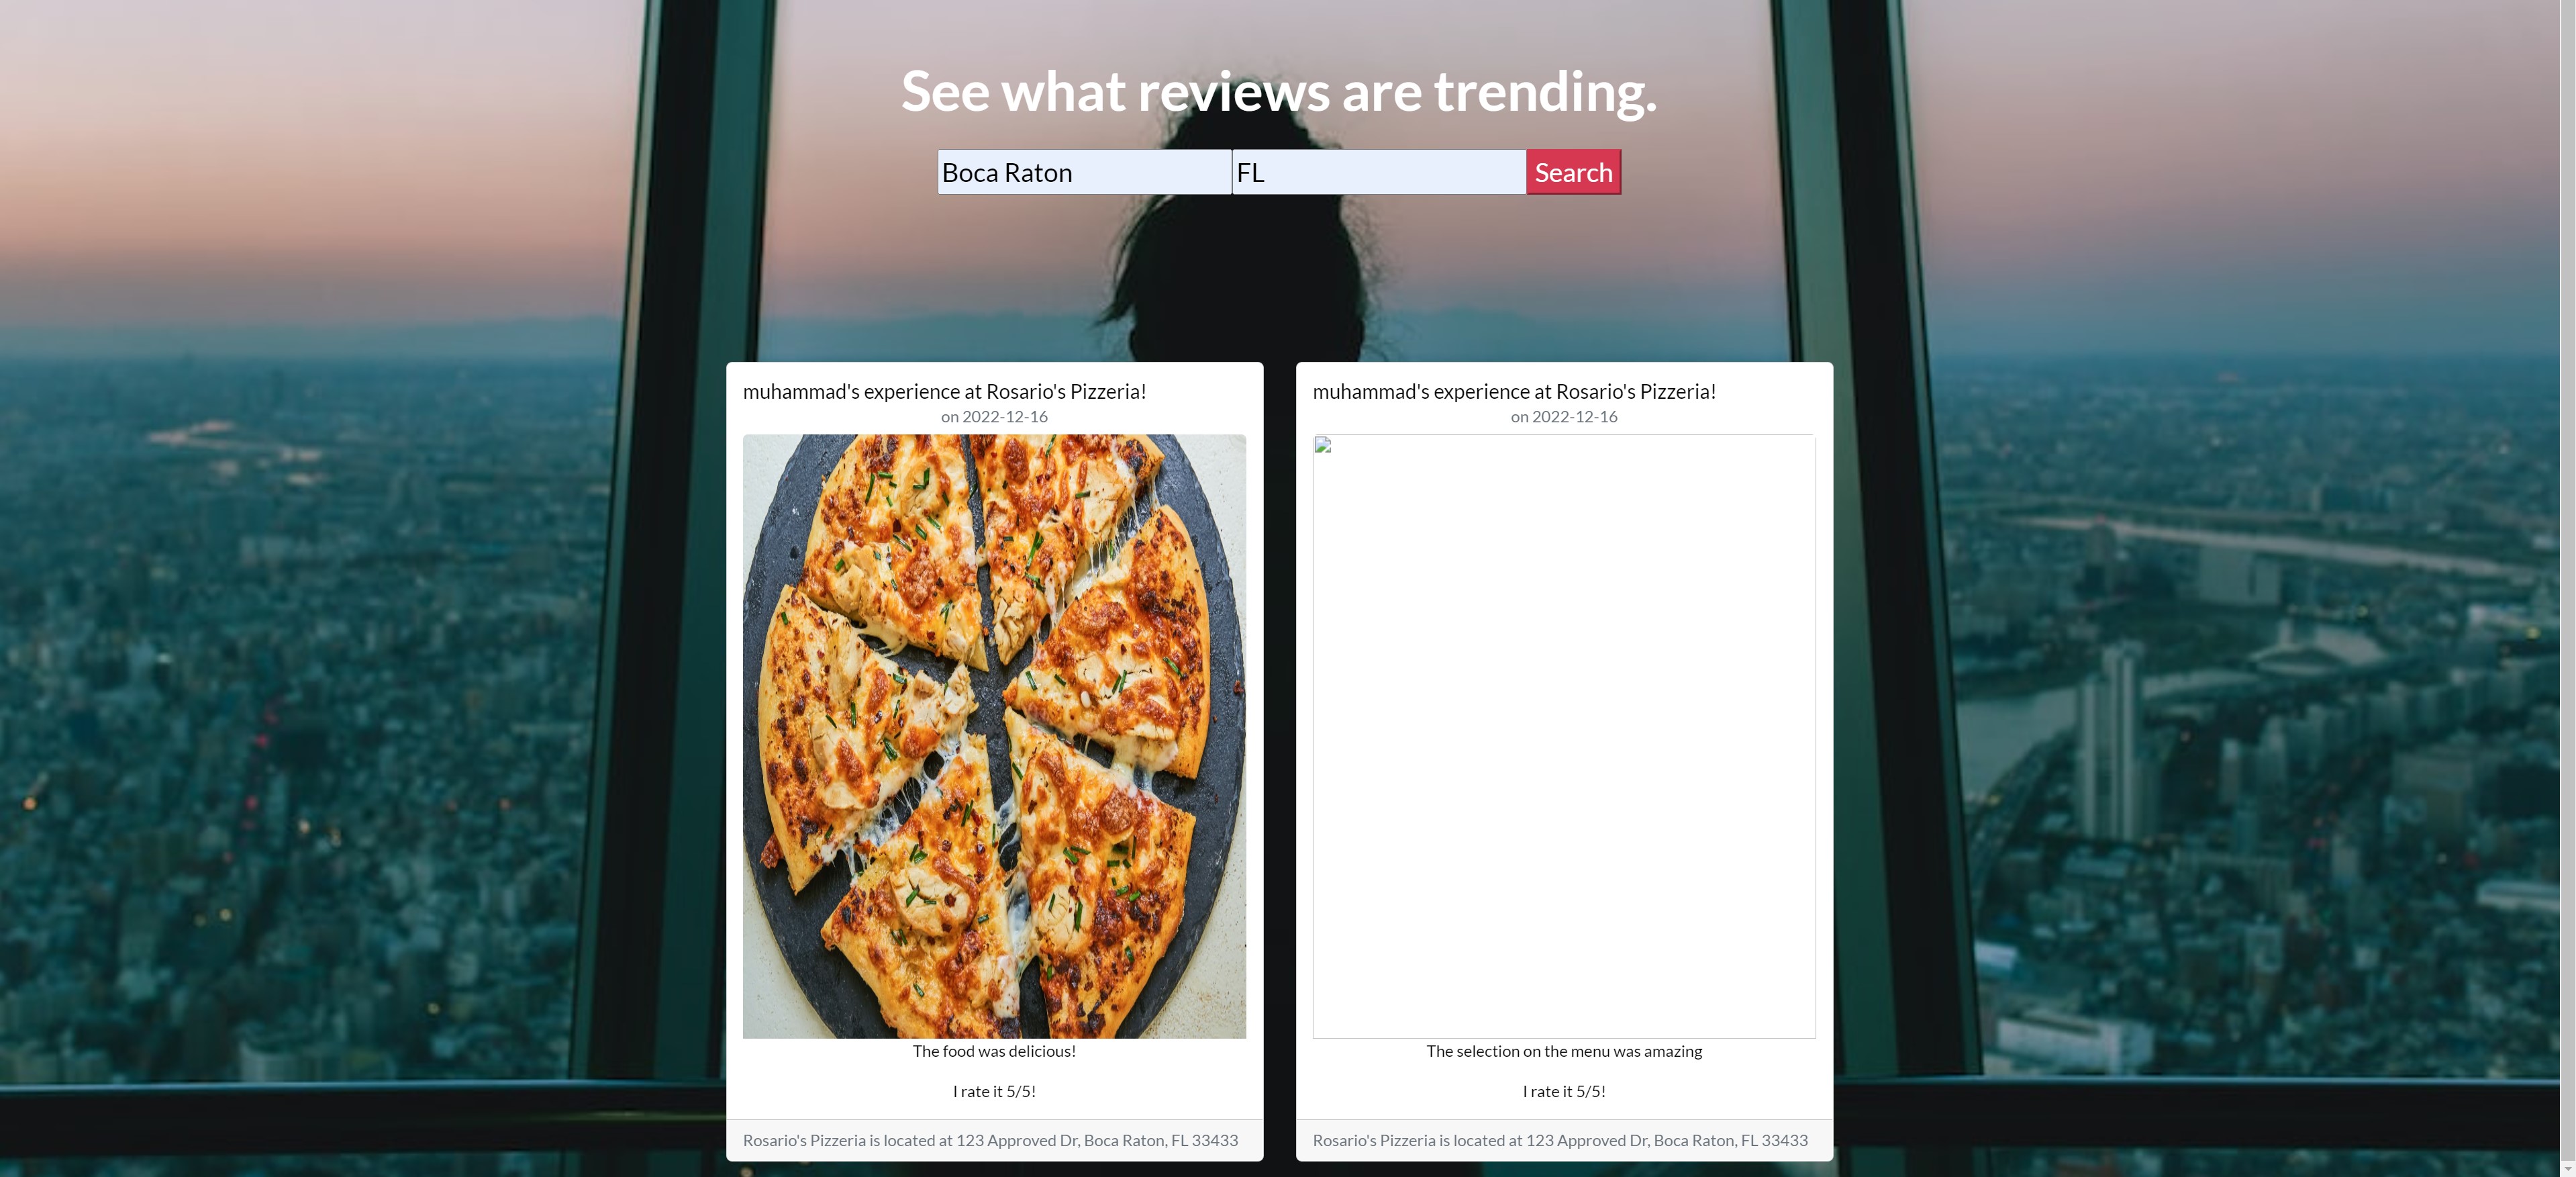 See what reviews are trending.
Boca Raton
FL
Search
muhammad's experience at Rosario's Pizzeria!
on 2022-12-16
The food was delicious!
I rate it 5/5!
Rosario's Pizzeria is located at 123 Approved Dr, Boca Raton, FL 33433
muhammad's experience at Rosario's Pizzeria!
on 2022-12-16
The selection on the menu was amazing
I rate it 5/5!
Rosario's Pizzeria is located at 123 Approved Dr, Boca Raton, FL 33433